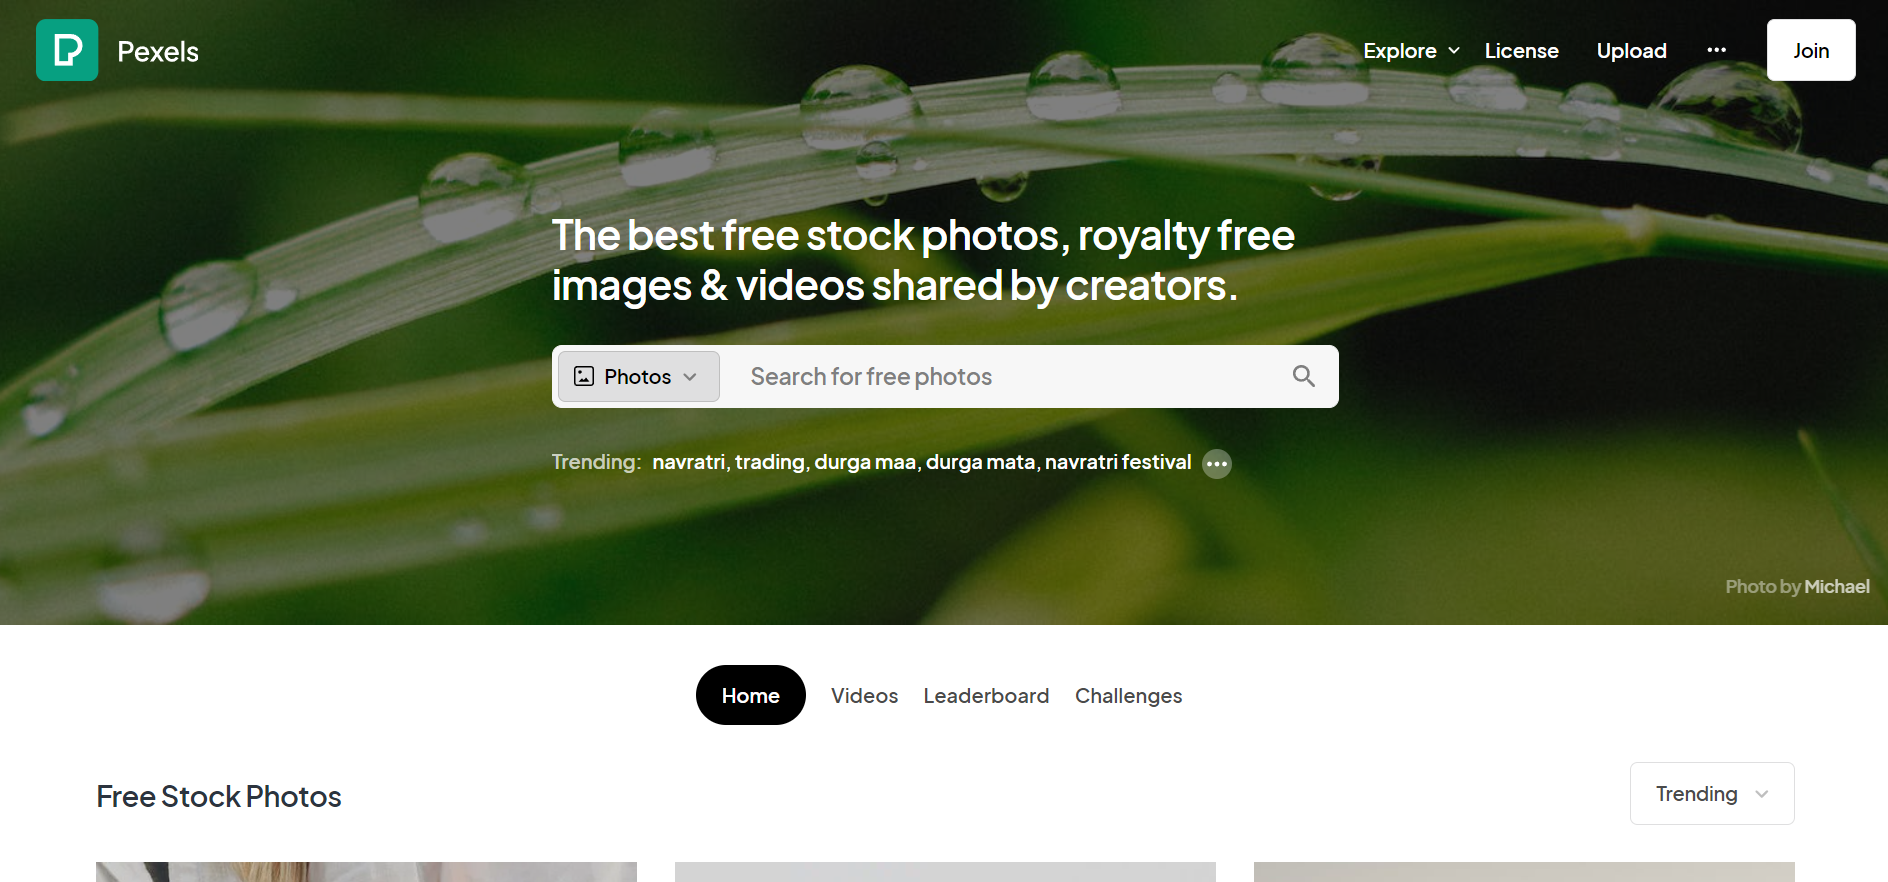 Pexels
Explore
License
Upload
Join
The best free stock photos, royalty free
images & videos shared by creators.
Photos
Search for free photos
Trending: navratri, trading, durga maa, durga mata, navratri festival
Photo by Michael
Home
Videos
Leaderboard
Challenges
Free Stock Photos
Trending